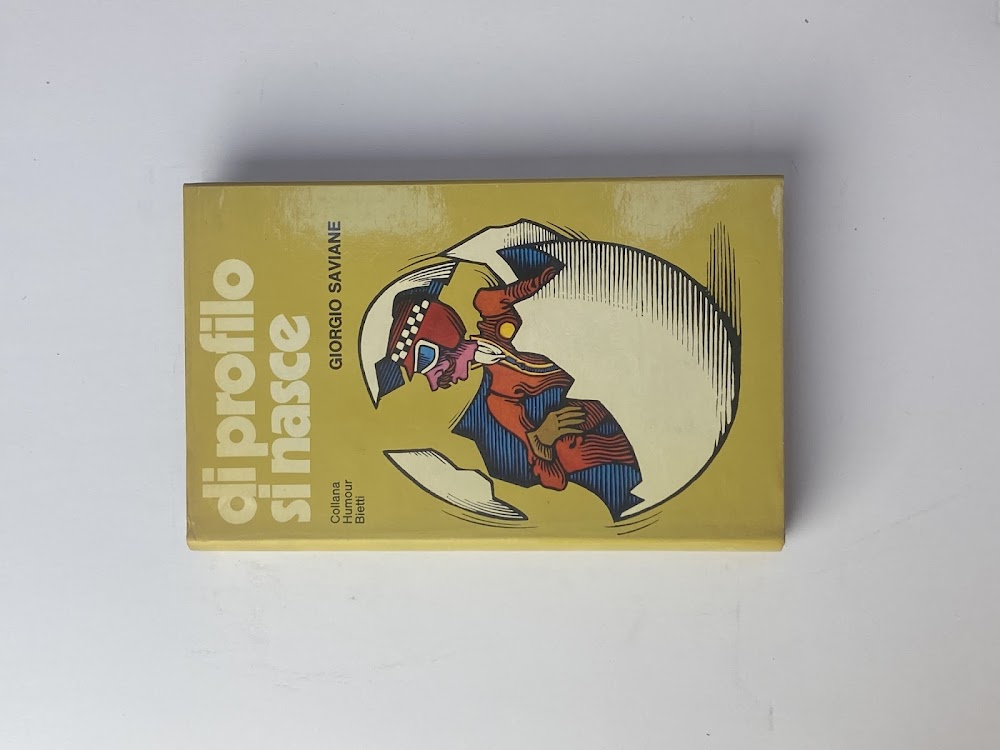 di profilo
si nasce
GIORGIO SAVIANE
Collana
Humour
Bietti